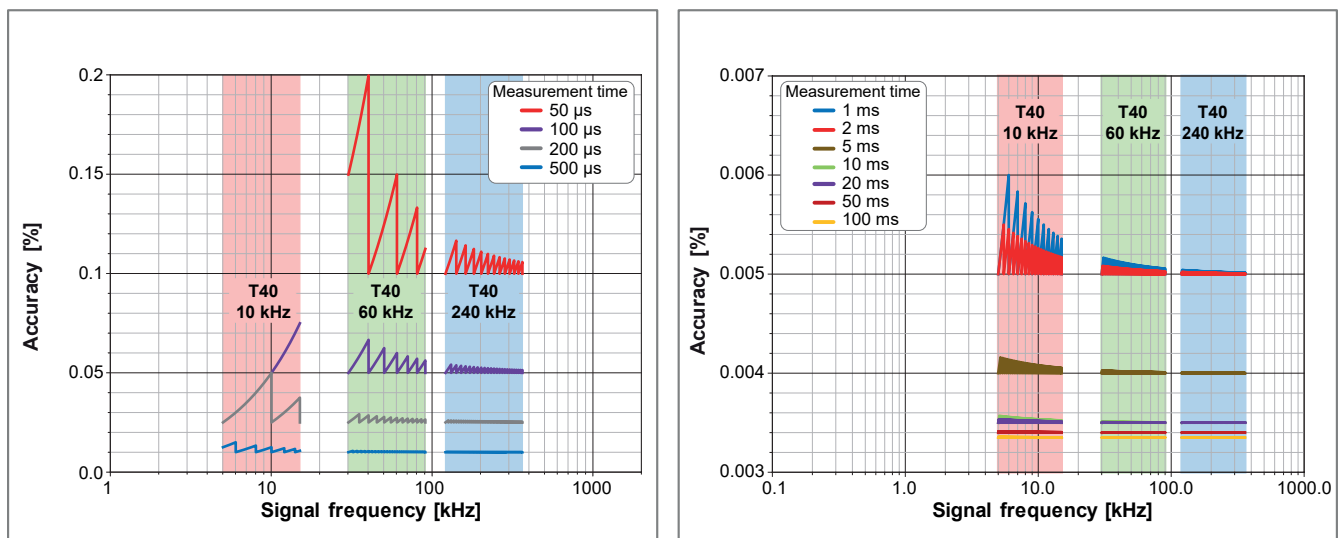 Accuracy [%]
0.2
0.15
0.1
0.05
0.0
Measurement time
50 µs
100 µs
200 µs
500 µs
T40
10 kHz
T40
60 kHz
T40
240 kHz
1
10
100
1000
Signal frequency [kHz]
Accuracy [%]
0.007
0.006
0.005
0.004
0.003
Measurement time
1 ms
2 ms
5 ms
10 ms
20 ms
50 ms
100 ms
T40
10 kHz
T40
60 kHz
T40
240 kHz
0.1
1.0
10.0
100.0
1000.0
Signal frequency [kHz]